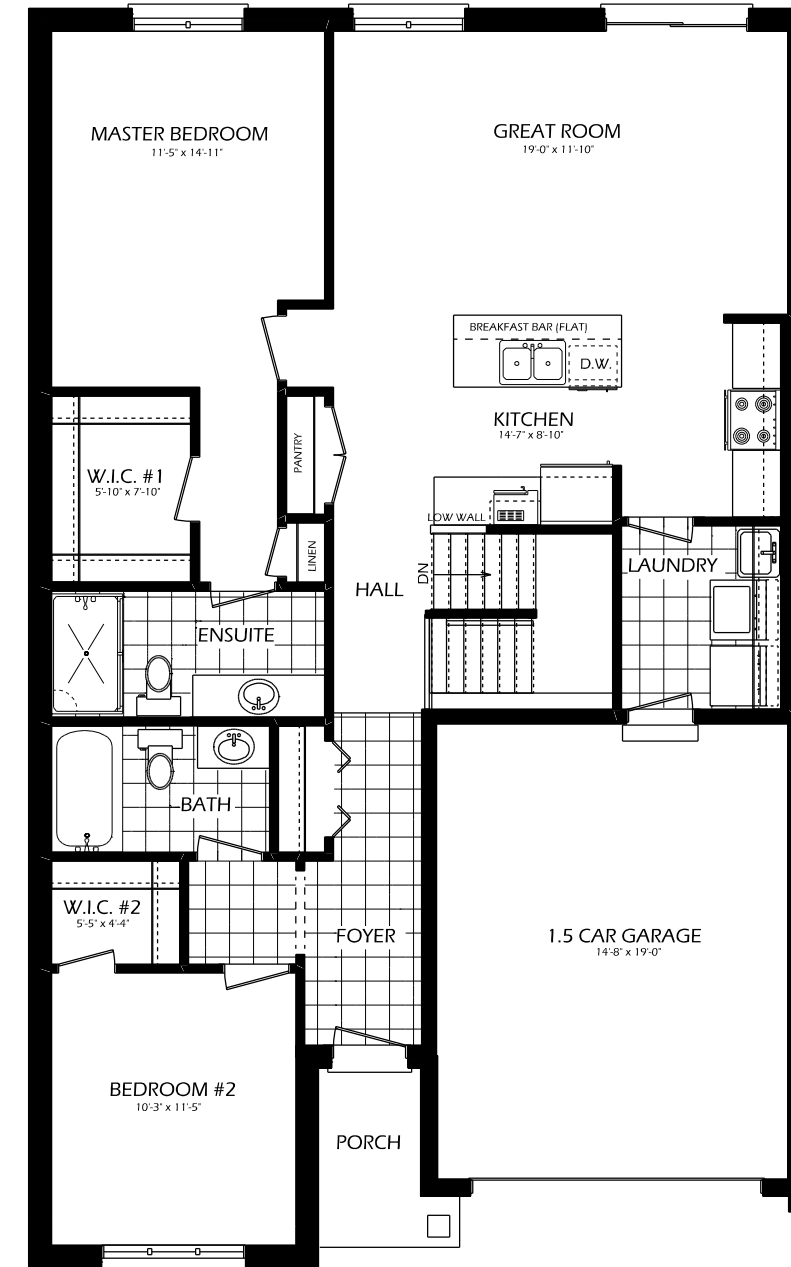 MASTER BEDROOM
11'-5" x 14'-11"
GREAT ROOM
19'-0" x 11'-10"
BREAKFAST BAR (FLAT)
D.W.
KITCHEN
14'-7" x 8'-10"
PANTRY
W.I.C. #1
5'-10" x 7'-10"
LOW WALL
LINEN
HALL
DN
LAUNDRY
ENSUITE
BATH
W.I.C. #2
5'-5" x 4'-4"
FOYER
1.5 CAR GARAGE
14'-8" x 19'-0"
BEDROOM #2
10'-3" x 11'-5"
PORCH